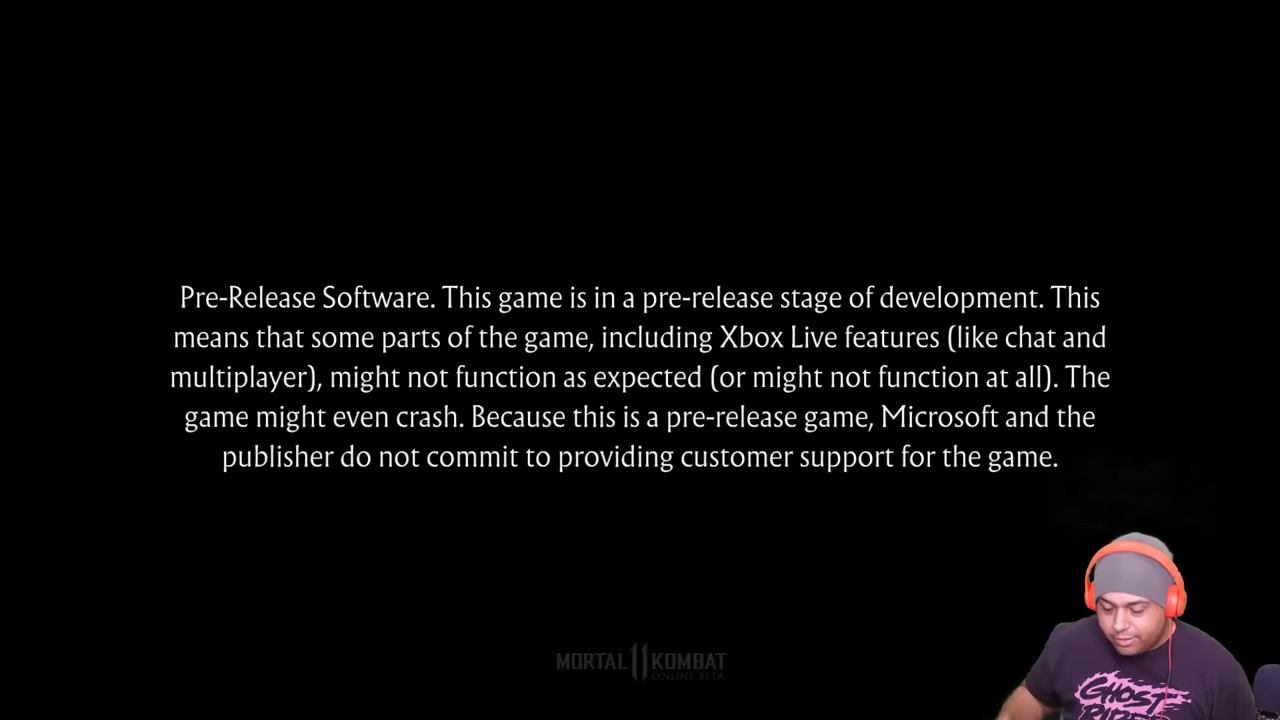 Pre-Release Software. This game is in a pre-release stage of development. This
means that some parts of the game, including Xbox Live features (like chat and
multiplayer), might not function as expected (or might not function at all). The
game might even crash. Because this is a pre-release game, Microsoft and the
publisher do not commit to providing customer support for the game.
MORTAL 11 KOMBAT
ONLINE BETA
GHOST